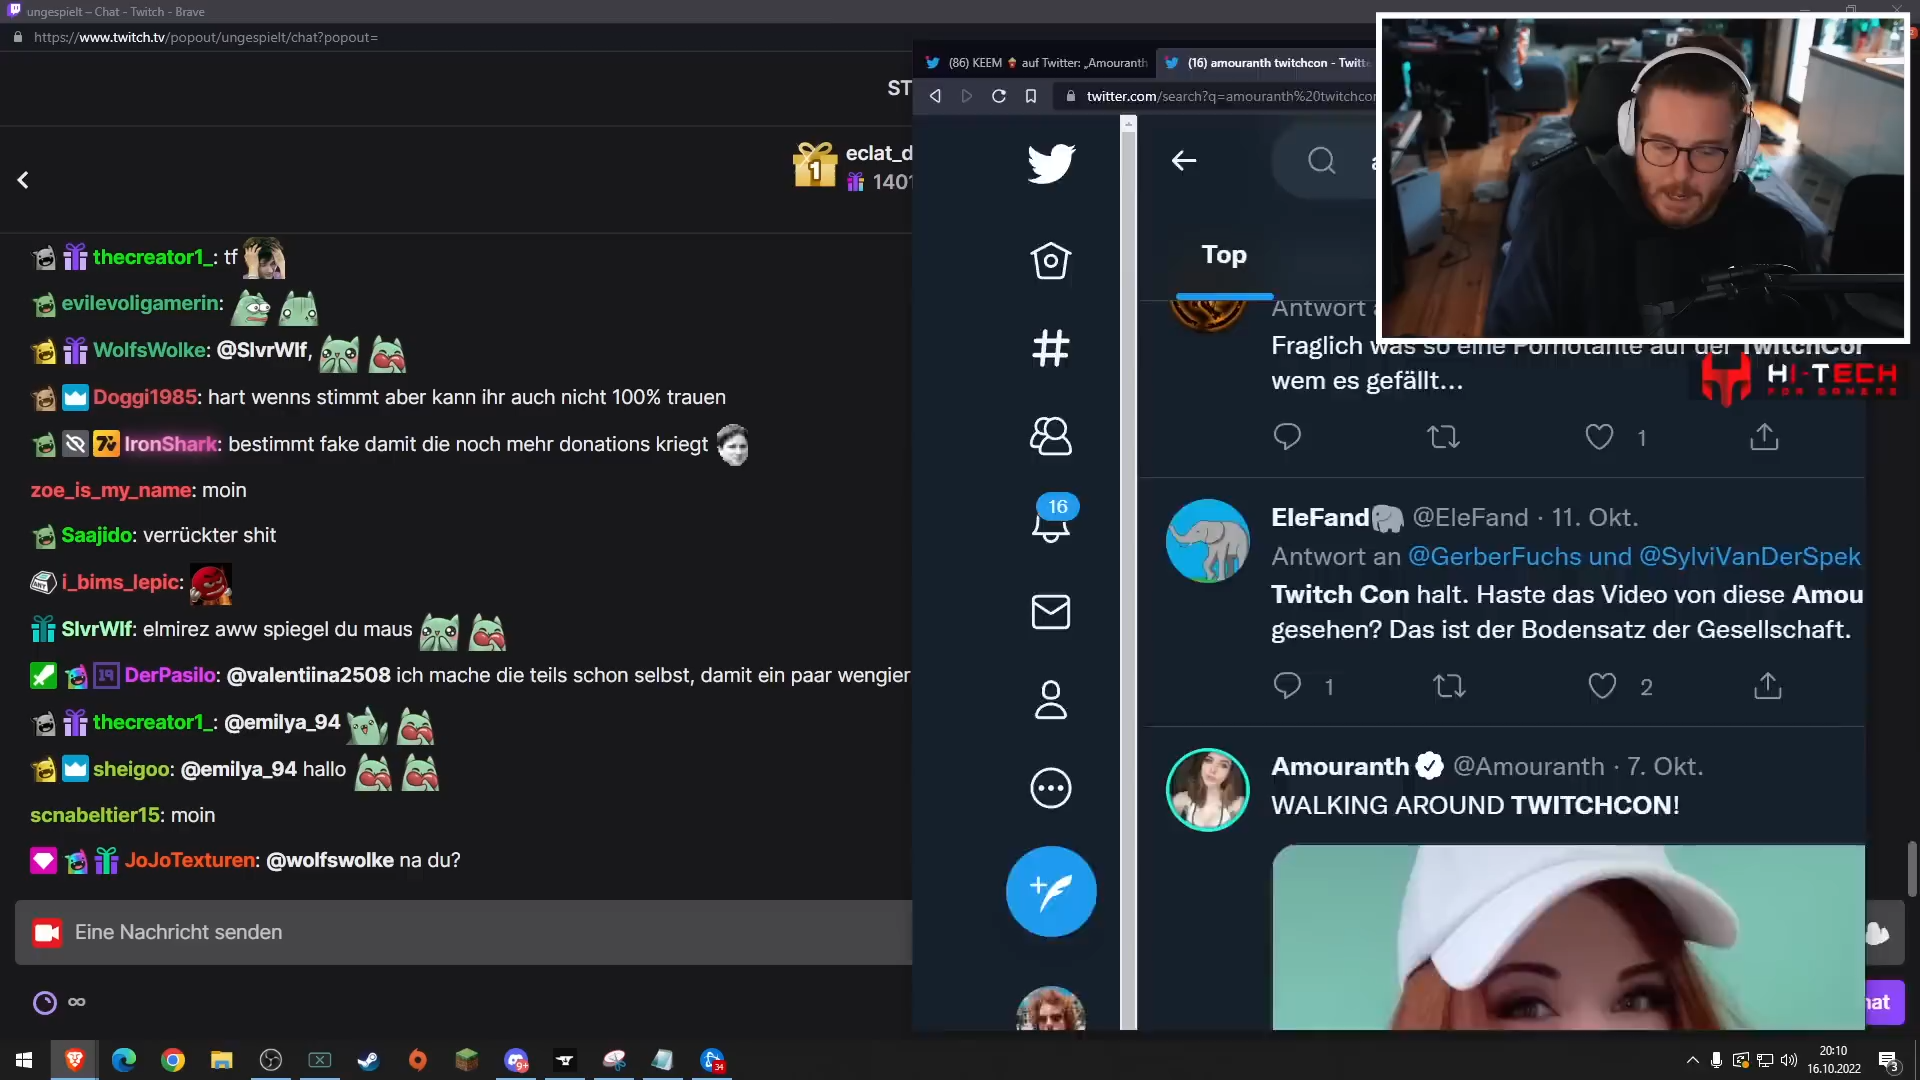 ungespielt – Chat - Twitch - Brave
https://www.twitch.tv/popout/ungespielt/chat?popout=
ST
1
eclat_d
1401
thecreator1_: tf
evilevoligamerin:
WolfsWolke: @SlvrWlf,
Doggi1985: hart wenns stimmt aber kann ihr auch nicht 100% trauen
IronShark: bestimmt fake damit die noch mehr donations kriegt
zoe_is_my_name: moin
Saajido: verrückter shit
i_bims_lepic:
SlvrWlf: elmirez aww spiegel du maus
DerPasilo: @valentiina2508 ich mache die teils schon selbst, damit ein paar wengier
thecreator1_: @emilya_94
sheigoo: @emilya_94 hallo
scnabeltier15: moin
JoJoTexturen: @wolfswolke na du?
Eine Nachricht senden
∞
(86) KEEM 🍿 auf Twitter: „Amouranth
(16) amouranth twitchcon - Twitte
twitter.com/search?q=amouranth%20twitchcon
Top
Antwort
Fraglich was so eine Pornotante auf der TwitchCon
wem es gefällt...
HI-TECH
FOR GAMERS
1
16
EleFand🐘 @EleFand · 11. Okt.
Antwort an @GerberFuchs und @SylviVanDerSpek
Twitch Con halt. Haste das Video von diese Amou
gesehen? Das ist der Bodensatz der Gesellschaft.
1 2
Amouranth @Amouranth · 7. Okt.
WALKING AROUND TWITCHCON!
hat
9+
34
20:10
16.10.2022
3